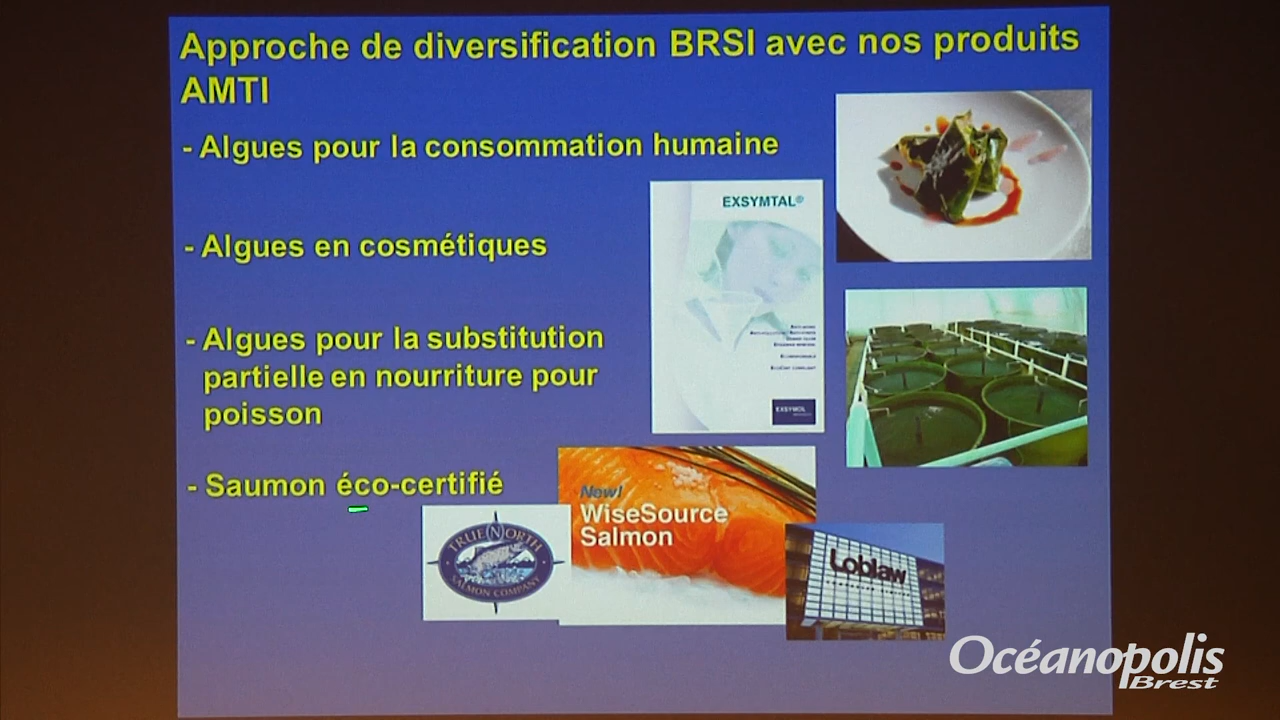 Approche de diversification BRSI avec nos produits
AMTI
- Algues pour la consommation humaine
EXSYMTAL®
- Algues en cosmétiques
- Algues pour la substitution
partielle en nourriture pour
poisson
EXSYMOL
- Saumon éco-certifié
New!
WiseSource
Salmon
TRUE NORTH
SALMON COMPANY
Loblaw
Océanopolis
Brest